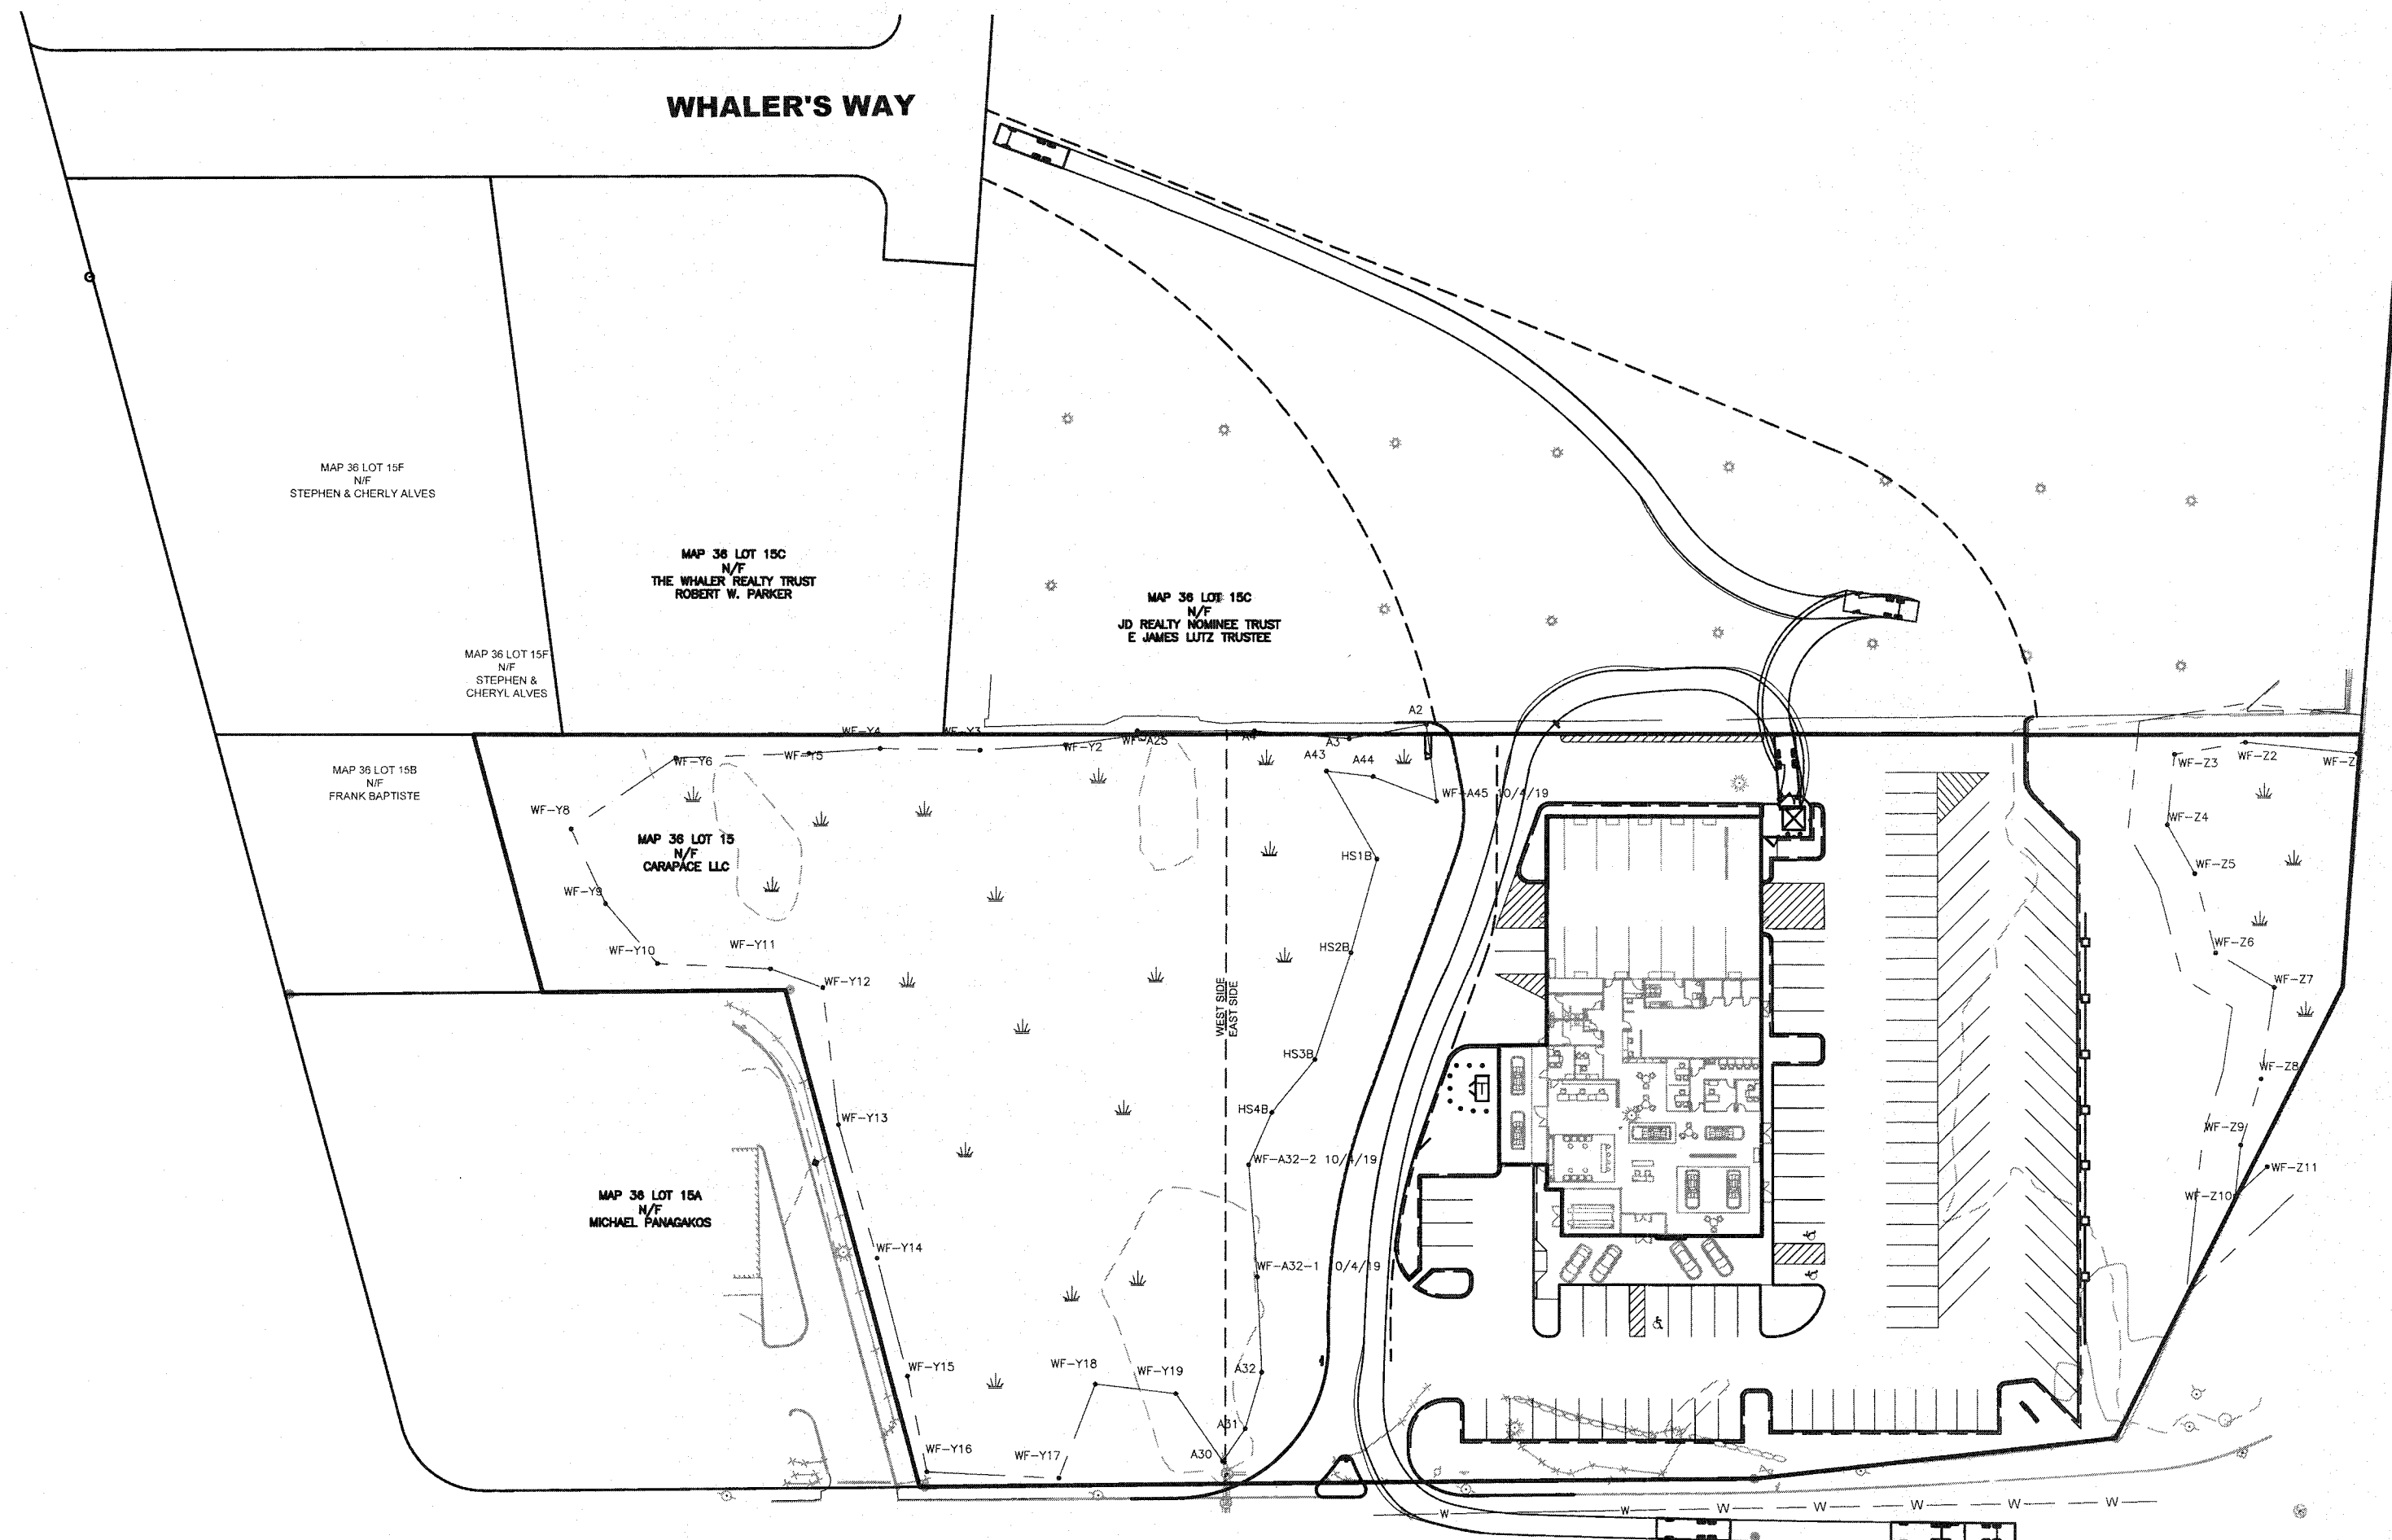 WHALER'S WAY
MAP 36 LOT 15F
N/F
STEPHEN & CHERLY ALVES
MAP 36 LOT 15C
N/F
THE WHALER REALTY TRUST
ROBERT W. PARKER
MAP 36 LOT 15C
N/F
JD REALTY NOMINEE TRUST
E JAMES LUTZ TRUSTEE
MAP 36 LOT 15F
N/F
STEPHEN &
CHERYL ALVES
A2
WF-Y4
WF-Y3
WF-Y2
A25
A4
A3
WF-Y5
WF-Y6
A43
A44
WF-A45 10/4/19
WF-Z3
WF-Z2
WF-Z
MAP 36 LOT 15B
N/F
FRANK BAPTISTE
WF-Y8
MAP 36 LOT 15
N/F
CARAPACE LLC
WF-Z4
HS1B
WF-Z5
WF-Y9
WF-Y10
WF-Y11
HS2B
WF-Z6
WF-Y12
WF-Z7
WEST SIDE
EAST SIDE
HS3B
WF-Z8
HS4B
WF-Y13
WF-Z9
WF-A32-2 10/4/19
WF-Z11
WF-Z10
MAP 36 LOT 15A
N/F
MICHAEL PANAGAKOS
WF-Y14
WF-A32-1 10/4/19
WF-Y15
WF-Y18
WF-Y19
A32
A31
WF-Y16
WF-Y17
A30
W
W
W
W
W
W
W